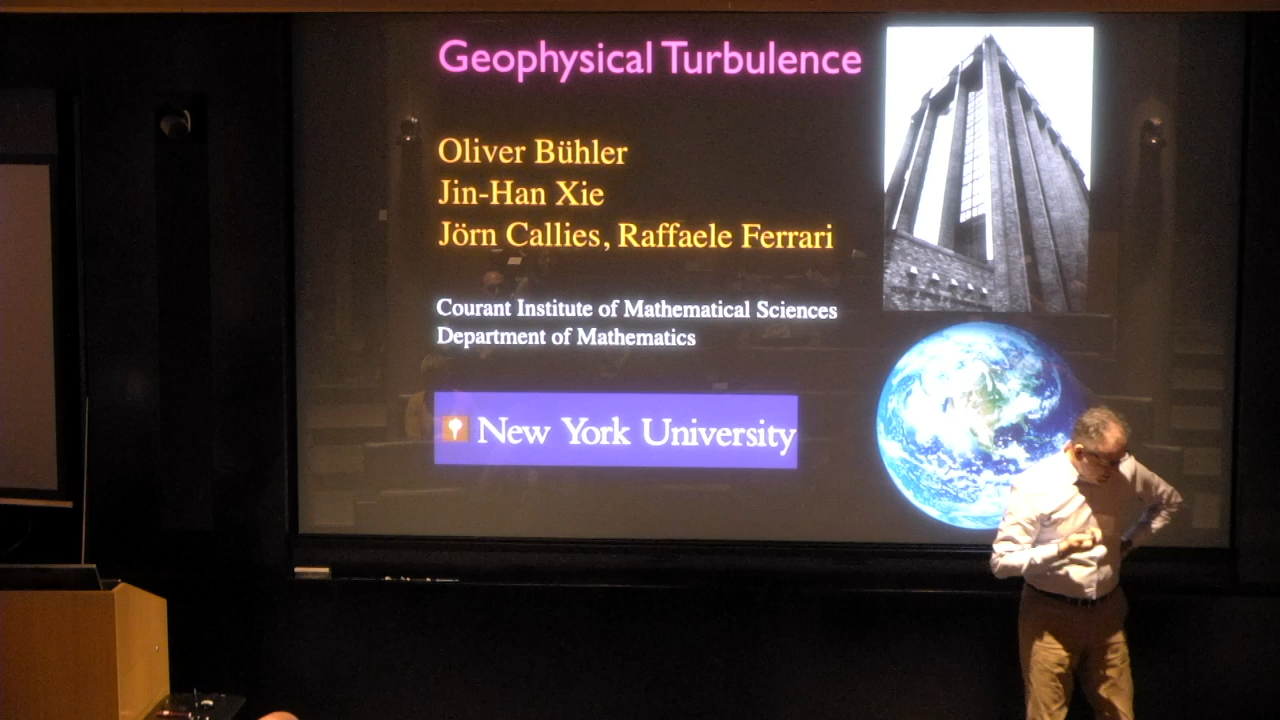 Geophysical Turbulence
Oliver Bühler
Jin-Han Xie
Jörn Callies, Raffaele Ferrari
Courant Institute of Mathematical Sciences
Department of Mathematics
New York University